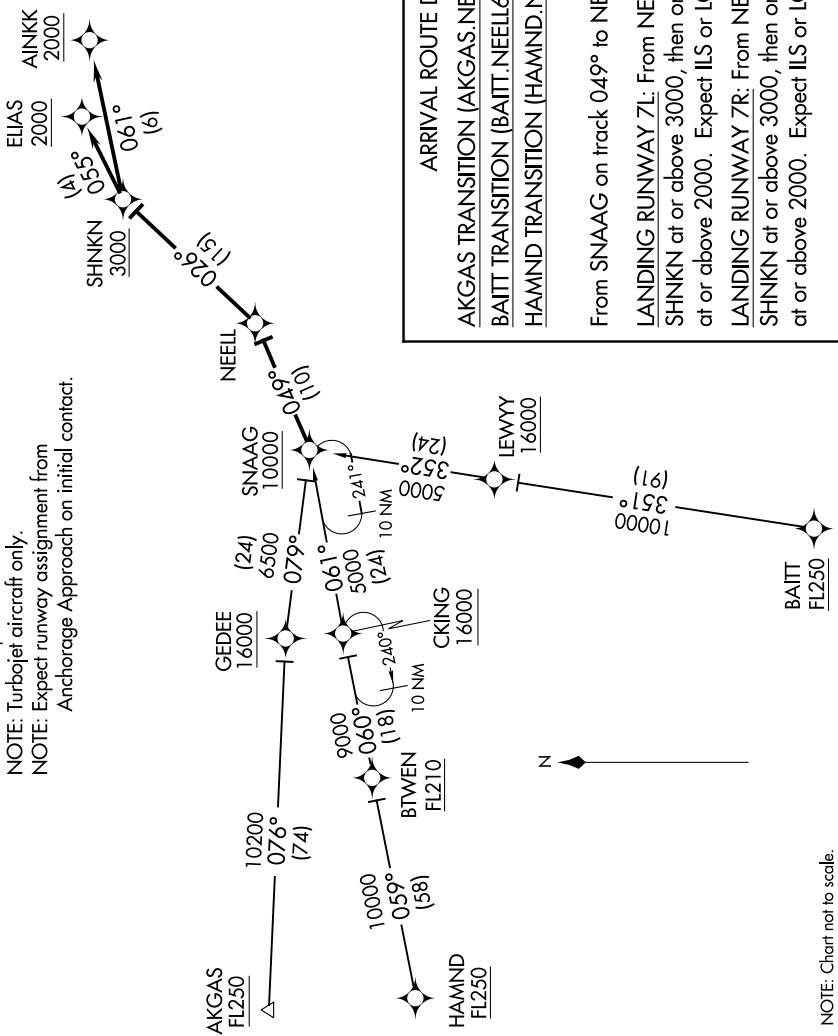 NOTE: Turbojet aircraft only.
NOTE: Expect runway assignment from
Anchorage Approach on initial contact.
AINKK
2000
ELIAS
2000
061°
(6)
055°
(4)
SHNKN
3000
026°
(15)
NEELL
049°
(10)
SNAAG
10000
241°
10 NM
(24)
6500
079°
GEDEE
16000
061°
5000
(24)
CKING
16000
240°
10 NM
5000
352°
(24)
LEWYY
16000
10000
351°
(91)
BAITT
FL250
9000
060°
(18)
BTWEN
FL210
10200
076°
(74)
AKGAS
FL250
10000
059°
(58)
HAMND
FL250
N
ARRIVAL ROUTE D
AKGAS TRANSITION (AKGAS.NE
BAITT TRANSITION (BAITT.NEELL6
HAMND TRANSITION (HAMND.N
From SNAAG on track 049° to NE
LANDING RUNWAY 7L: From NE
SHNKN at or above 3000, then on
at or above 2000. Expect ILS or LO
LANDING RUNWAY 7R: From NE
SHNKN at or above 3000, then on
at or above 2000. Expect ILS or LO
NOTE: Chart not to scale.